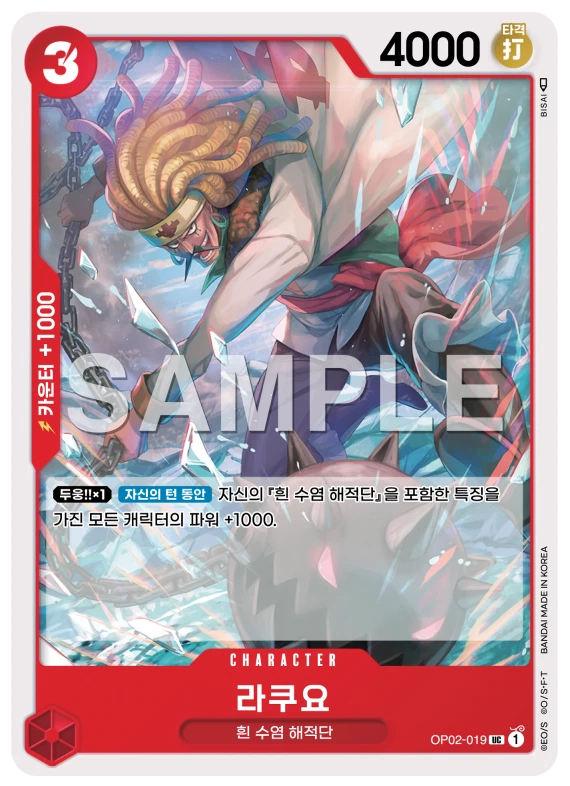 3
4000
타격
打
BISAI
카운터 +1000
SAMPLE
두웅!!×1 자신의 턴 동안 자신의 『흰 수염 해적단』을 포함한 특징을
가진 모든 캐릭터의 파워 +1000.
CHARACTER
라쿠요
흰 수염 해적단
OP02-019 UC 1
©EO/S ©O/S·F·T BANDAI MADE IN KOREA